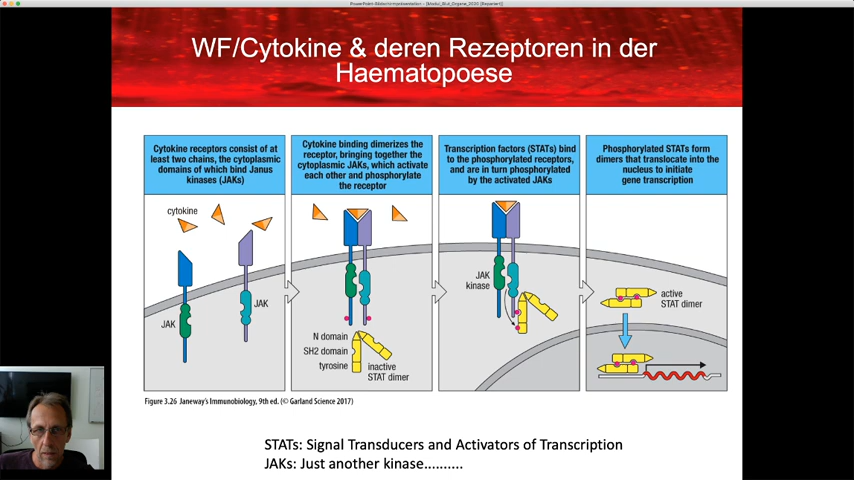 PowerPoint-Bildschirmpräsentation - [Modul_Blut_Organe_2020 [Repariert]]
WF/Cytokine & deren Rezeptoren in der
Haematopoese
Cytokine receptors consist of at
least two chains, the cytoplasmic
domains of which bind Janus
kinases (JAKs)
Cytokine binding dimerizes the
receptor, bringing together the
cytoplasmic JAKs, which activate
each other and phosphorylate
the receptor
Transcription factors (STATs) bind
to the phosphorylated receptors,
and are in turn phosphorylated
by the activated JAKs
Phosphorylated STATs form
dimers that translocate into the
nucleus to initiate
gene transcription
cytokine
JAK
JAK
N domain
SH2 domain
tyrosine
inactive
STAT dimer
JAK
kinase
active
STAT dimer
Figure 3.26 Janeway's Immunobiology, 9th ed. (© Garland Science 2017)
STATs: Signal Transducers and Activators of Transcription
JAKs: Just another kinase..........